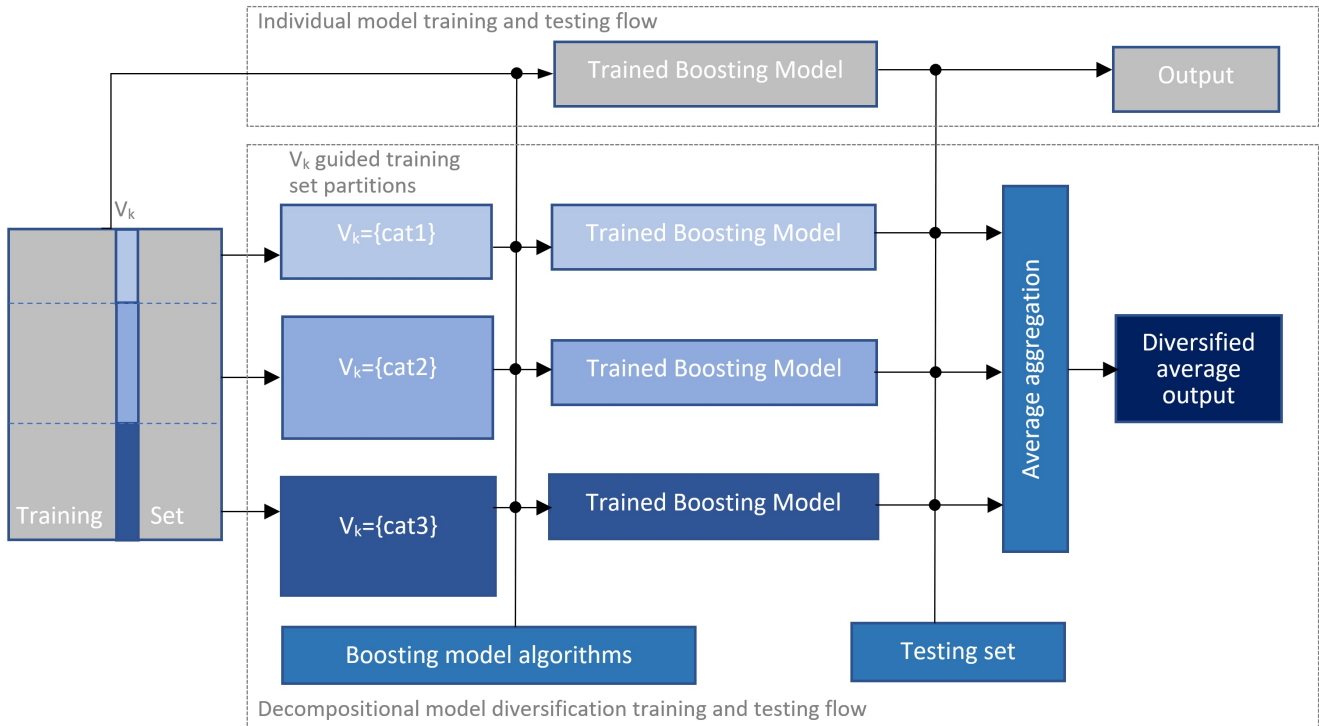 Individual model training and testing flow
Trained Boosting Model
Output
Vk guided training
set partitions
Vk
Vk={cat1}
Trained Boosting Model
Vk={cat2}
Trained Boosting Model
Average aggregation
Diversified
average
output
Training Set
Vk={cat3}
Trained Boosting Model
Boosting model algorithms
Testing set
Decompositional model diversification training and testing flow